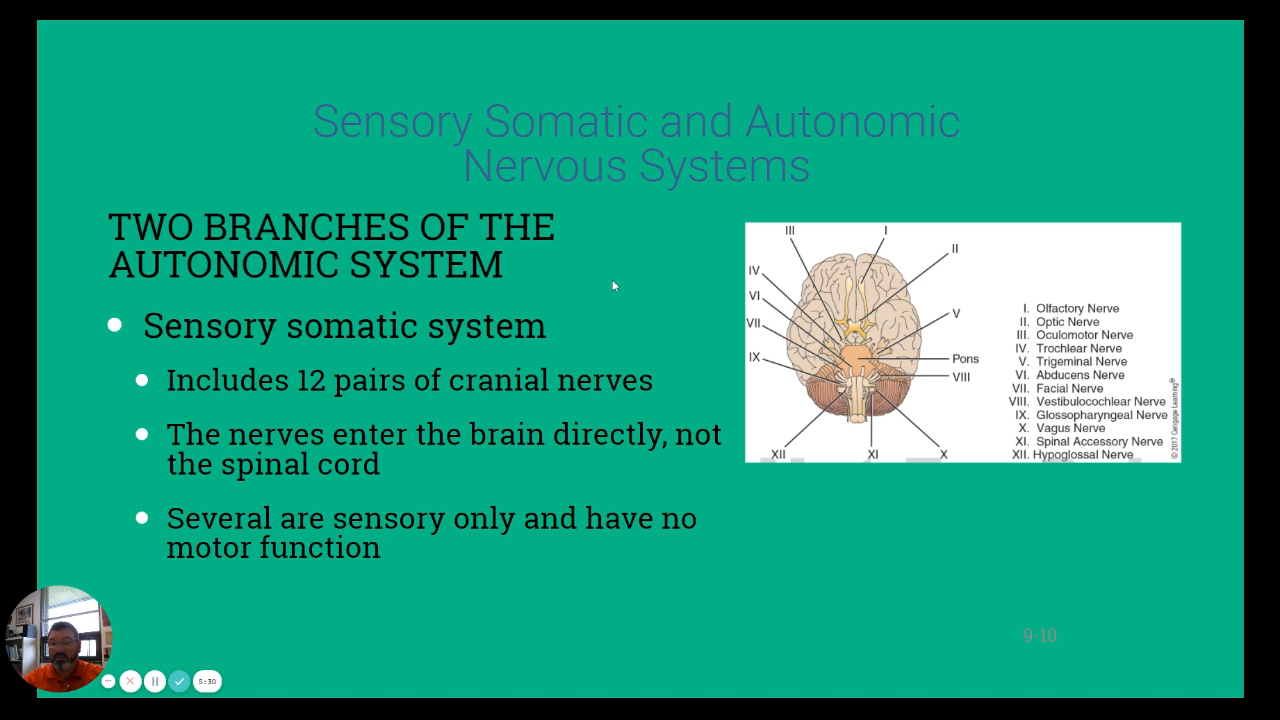 Sensory Somatic and Autonomic
Nervous Systems
TWO BRANCHES OF THE
AUTONOMIC SYSTEM
Sensory somatic system
Includes 12 pairs of cranial nerves
The nerves enter the brain directly, not
the spinal cord
Several are sensory only and have no
motor function
III
I
II
IV
VI
V
VII
IX
Pons
VIII
XII
XI
X
I. Olfactory Nerve
II. Optic Nerve
III. Oculomotor Nerve
IV. Trochlear Nerve
V. Trigeminal Nerve
VI. Abducens Nerve
VII. Facial Nerve
VIII. Vestibulocochlear Nerve
IX. Glossopharyngeal Nerve
X. Vagus Nerve
XI. Spinal Accessory Nerve
XII. Hypoglossal Nerve
© 2017 Cengage Learning®
9-10
5:30